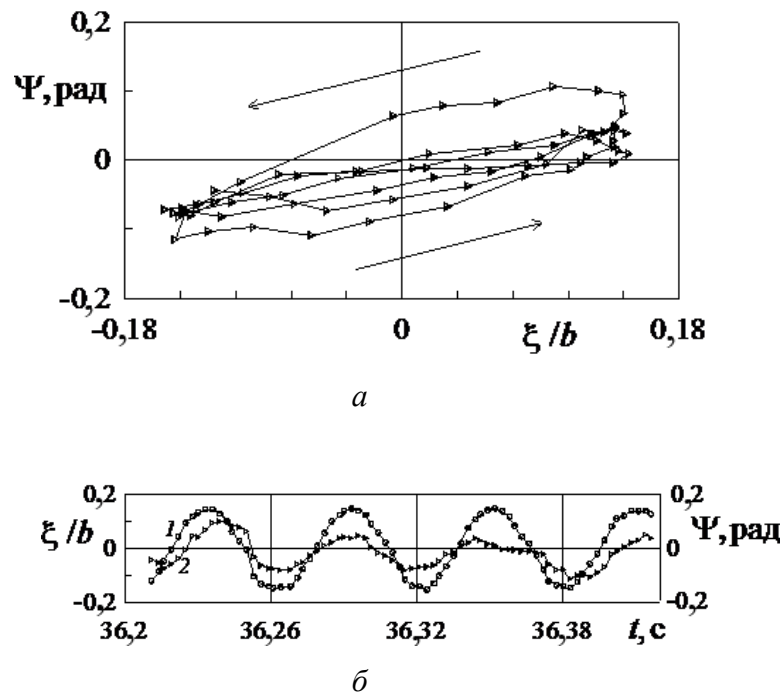 0,2
Ψ, рад
0
-0,2
-0,18 0 ξ /b 0,18
а
0,2 0,2
ξ /b 1 Ψ, рад
0 2 0
-0,2 -0,2
36,2 36,26 36,32 36,38 t, с
б